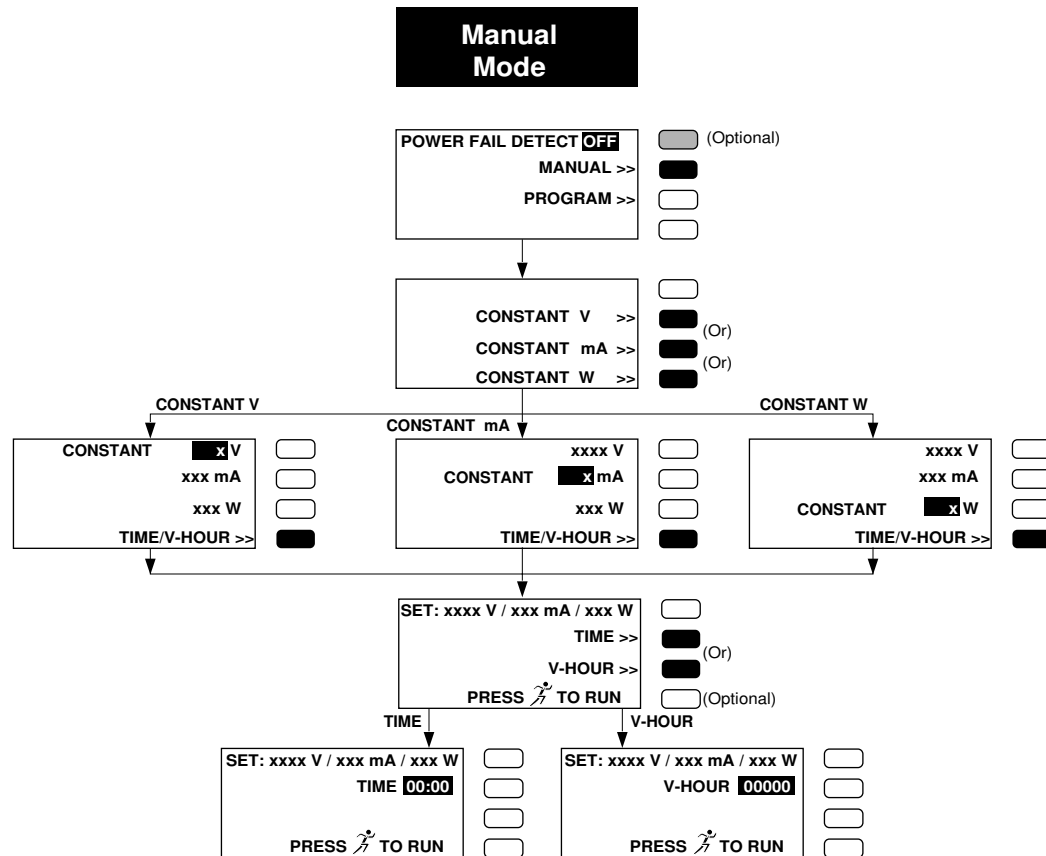 Manual
Mode
POWER FAIL DETECT OFF
(Optional)
MANUAL >>
PROGRAM >>
CONSTANT V >>
(Or)
CONSTANT mA >>
(Or)
CONSTANT W >>
CONSTANT V
CONSTANT mA
CONSTANT W
CONSTANT x V
xxx mA
xxx W
TIME/V-HOUR >>
xxxx V
CONSTANT x mA
xxx W
TIME/V-HOUR >>
xxxx V
xxx mA
CONSTANT x W
TIME/V-HOUR >>
SET: xxxx V / xxx mA / xxx W
TIME >>
(Or)
V-HOUR >>
PRESS TO RUN
(Optional)
TIME
V-HOUR
SET: xxxx V / xxx mA / xxx W
TIME 00:00
PRESS TO RUN
SET: xxxx V / xxx mA / xxx W
V-HOUR 00000
PRESS TO RUN